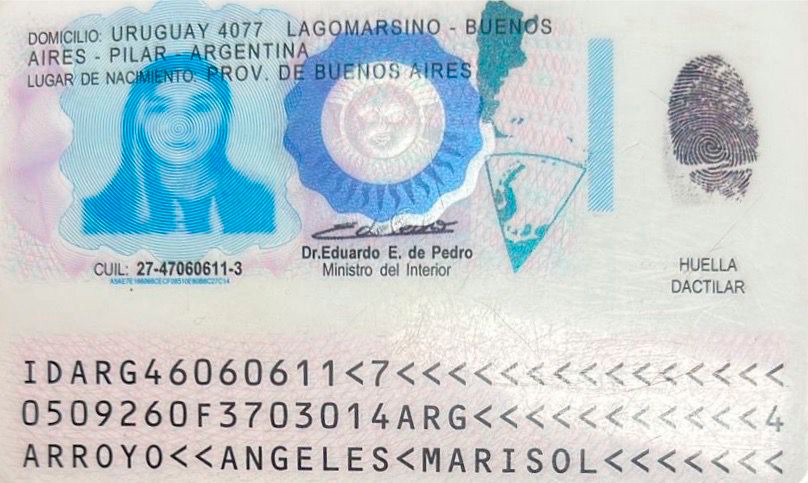 DOMICILIO: URUGUAY 4077 LAGOMARSINO - BUENOS
AIRES - PILAR - ARGENTINA
LUGAR DE NACIMIENTO: PROV. DE BUENOS AIRES
Dr.Eduardo E. de Pedro
Ministro del Interior
CUIL: 27-47060611-3
HUELLA
DACTILAR
IDARG46060611<7<<<<<<<<<<<<<<<
0509260F3703014ARG<<<<<<<<<<<4
ARROYO<<ANGELES<MARISOL<<<<<<<